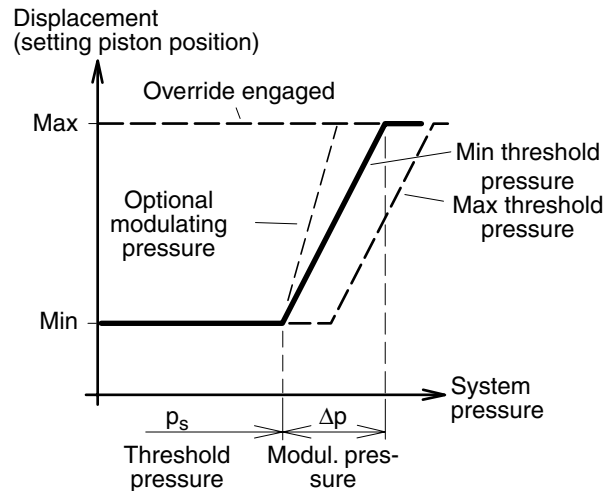 Displacement
(setting piston position)
Override engaged
Max
Min threshold
pressure
Max threshold
pressure
Optional
modulating
pressure
Min
System
pressure
ps
Δp
Threshold
pressure
Modul. pres-
sure